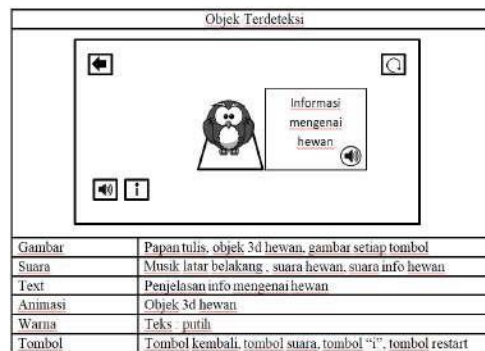 Objek Terdeteksi
Informasi
mengenai
hewan
i
Gambar Papan tulis, objek 3d hewan, gambar setiap tombol
Suara Musik latar belakang , suara hewan, suara info hewan
Text Penjelasan info mengenai hewan
Animasi Objek 3d hewan
Warna Teks : putih
Tombol Tombol kembali, tombol suara, tombol “i”, tombol restart